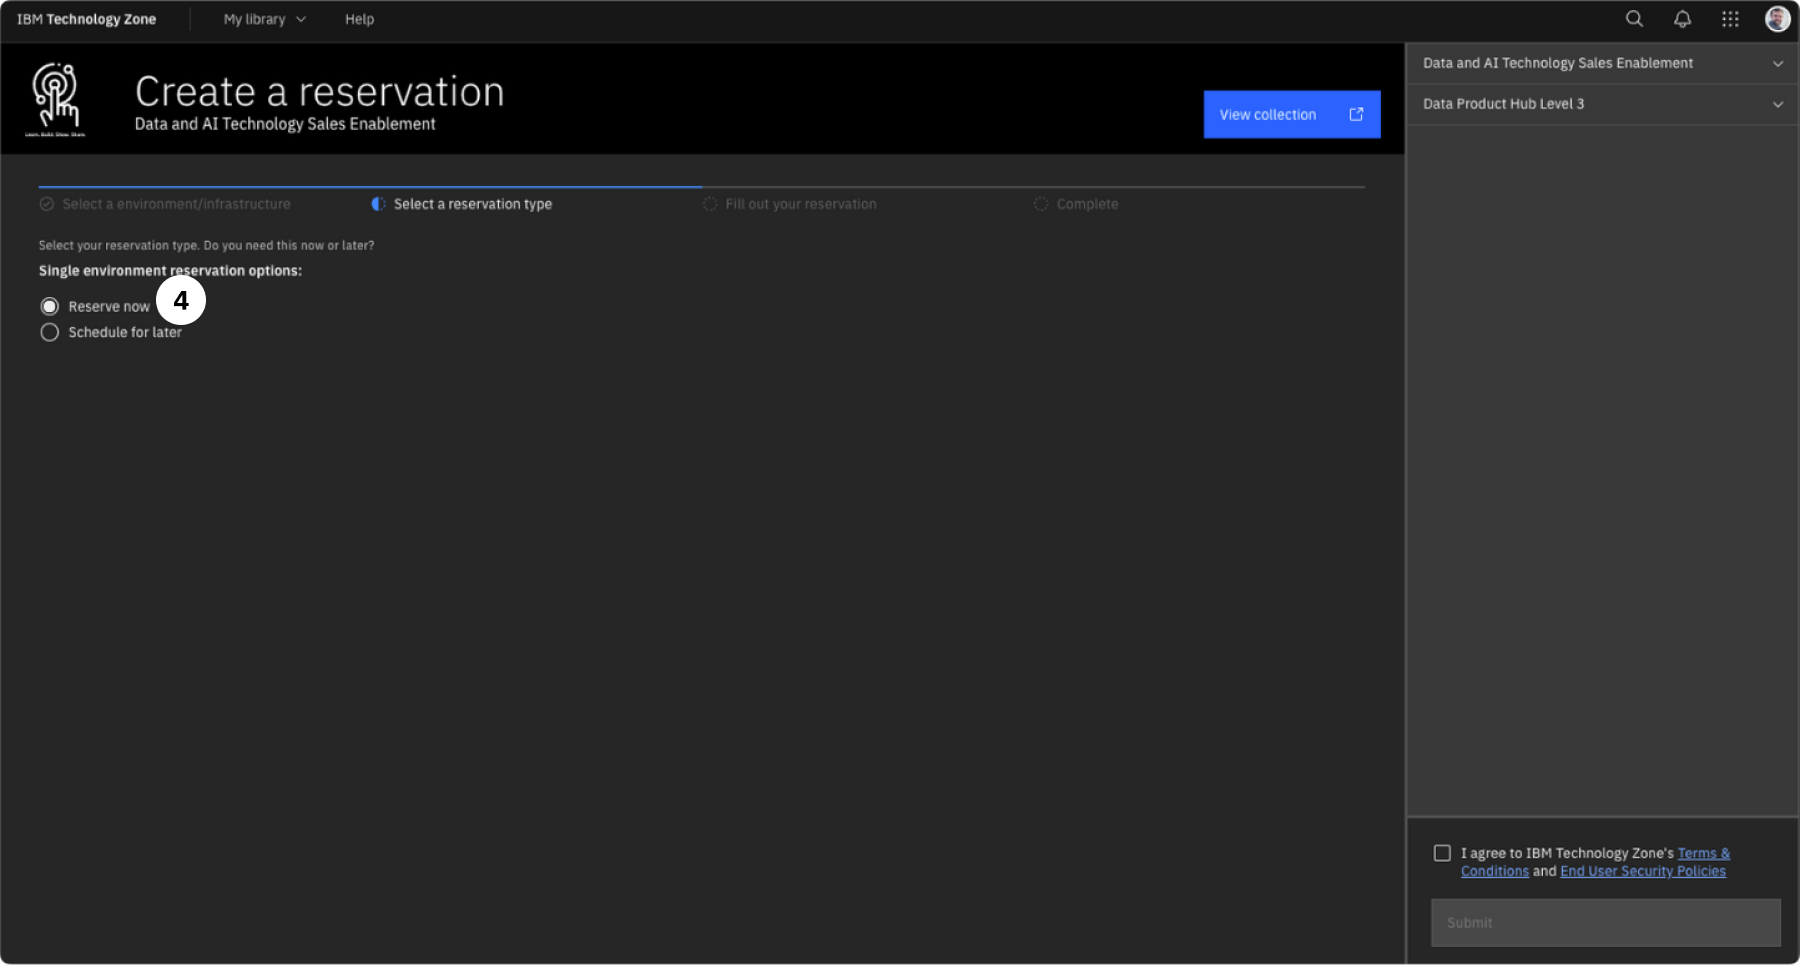 IBM Technology Zone
My library
Help
Learn. Build. Show. Share.
Create a reservation
Data and AI Technology Sales Enablement
View collection
Data and AI Technology Sales Enablement
Data Product Hub Level 3
Select a environment/infrastructure
Select a reservation type
Fill out your reservation
Complete
Select your reservation type. Do you need this now or later?
Single environment reservation options:
Reserve now
4
Schedule for later
I agree to IBM Technology Zone's Terms &
Conditions and End User Security Policies
Submit